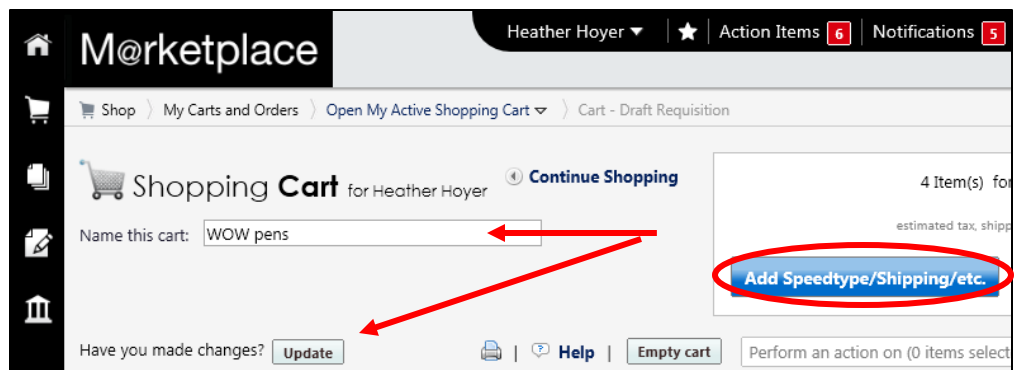 Heather Hoyer ▼ | ★ | Action Items 6 | Notifications 5
M@rketplace
Shop 〉 My Carts and Orders 〉 Open My Active Shopping Cart 〉 Cart - Draft Requisition
Shopping Cart for Heather Hoyer
Continue Shopping
4 Item(s) for
Name this cart: WOW pens
estimated tax, shipp
Add Speedtype/Shipping/etc.
Have you made changes? Update
| Help | Empty cart
Perform an action on (0 items select